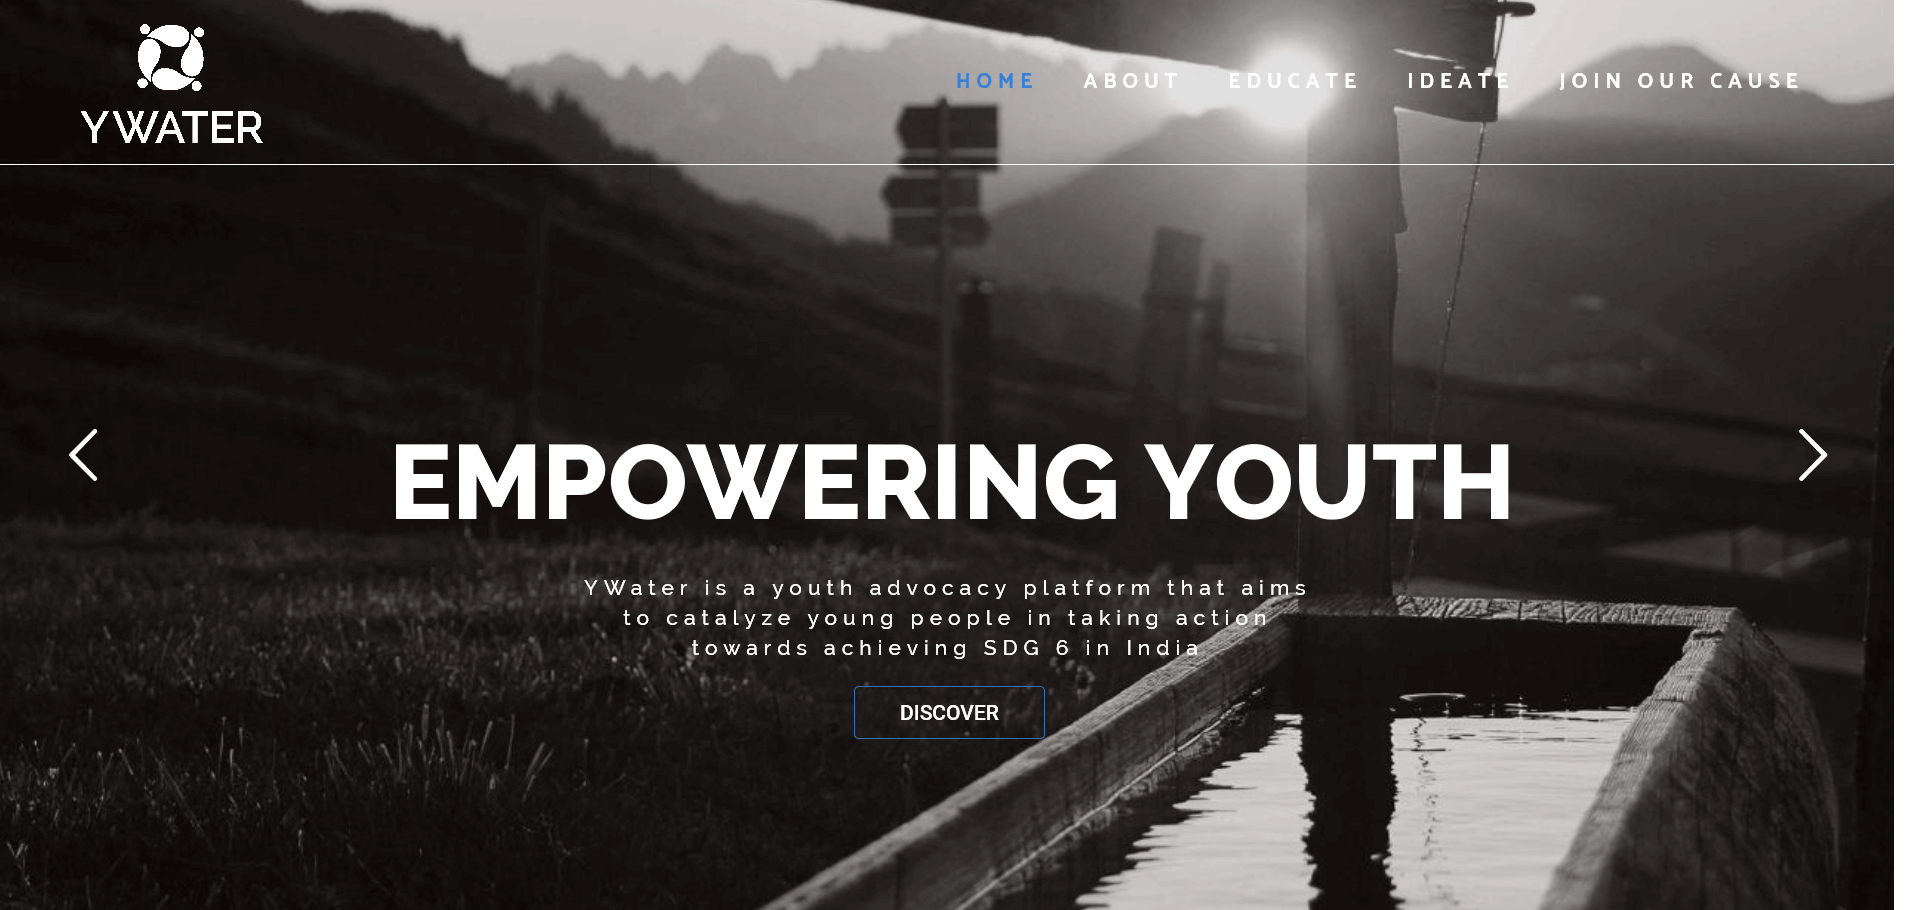 YWATER
HOME ABOUT EDUCATE IDEATE JOIN OUR CAUSE
EMPOWERING YOUTH
YWater is a youth advocacy platform that aims
to catalyze young people in taking action
towards achieving SDG 6 in India
DISCOVER